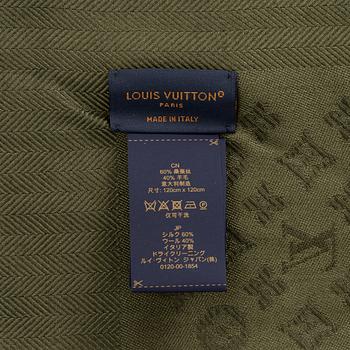 LOUIS VUITTON
PARIS
MADE IN ITALY
CN
60% 桑蚕丝
40% 羊毛
意大利制造
尺寸: 120cm x 120cm
仅可干洗
JP
シルク 60%
ウール 40%
イタリア製
ドライクリーニング
ルイ・ヴィトン ジャパン(株)
0120-00-1854